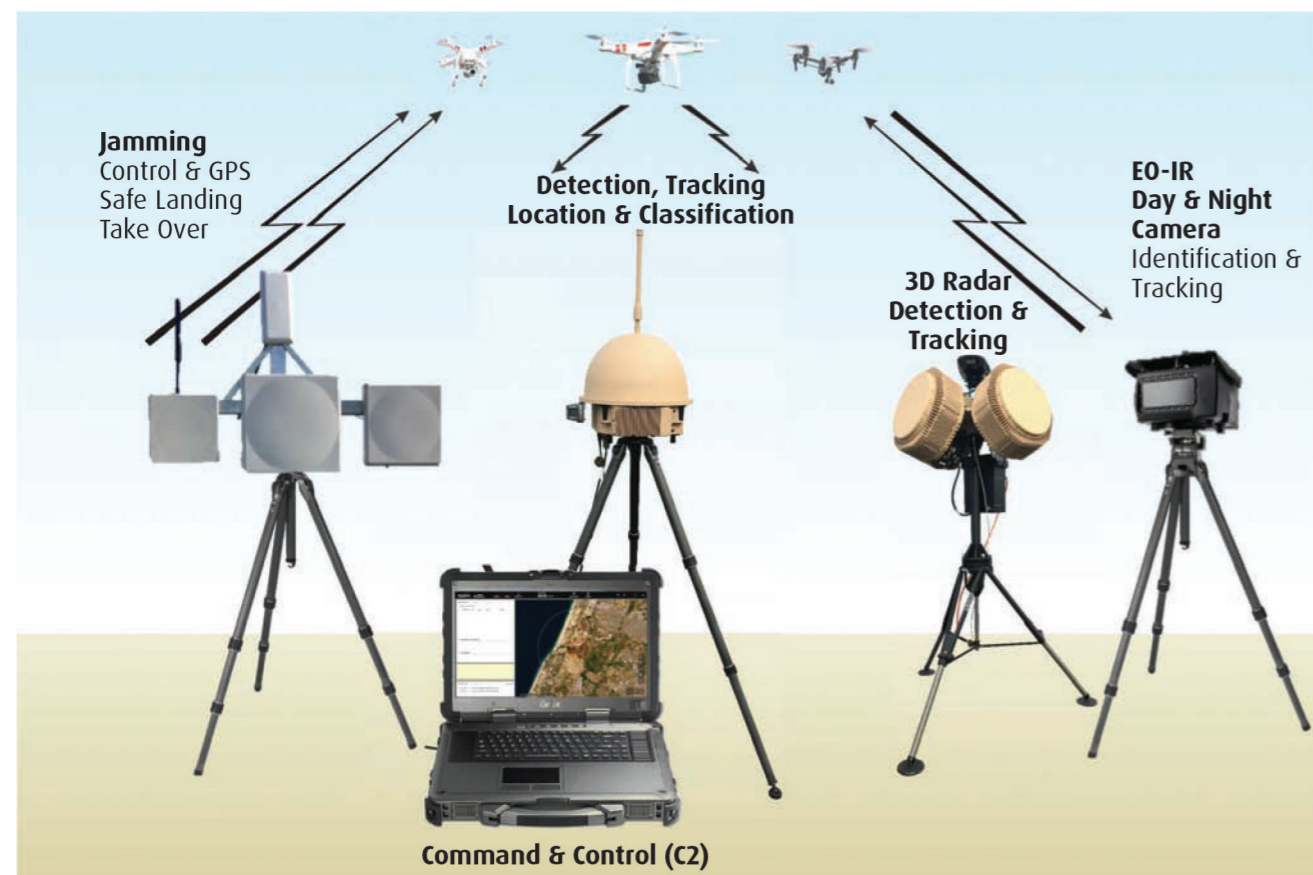 Jamming
Control & GPS
Safe Landing
Take Over
Detection, Tracking
Location & Classification
3D Radar
Detection &
Tracking
EO-IR
Day & Night
Camera
Identification &
Tracking
Command & Control (C2)